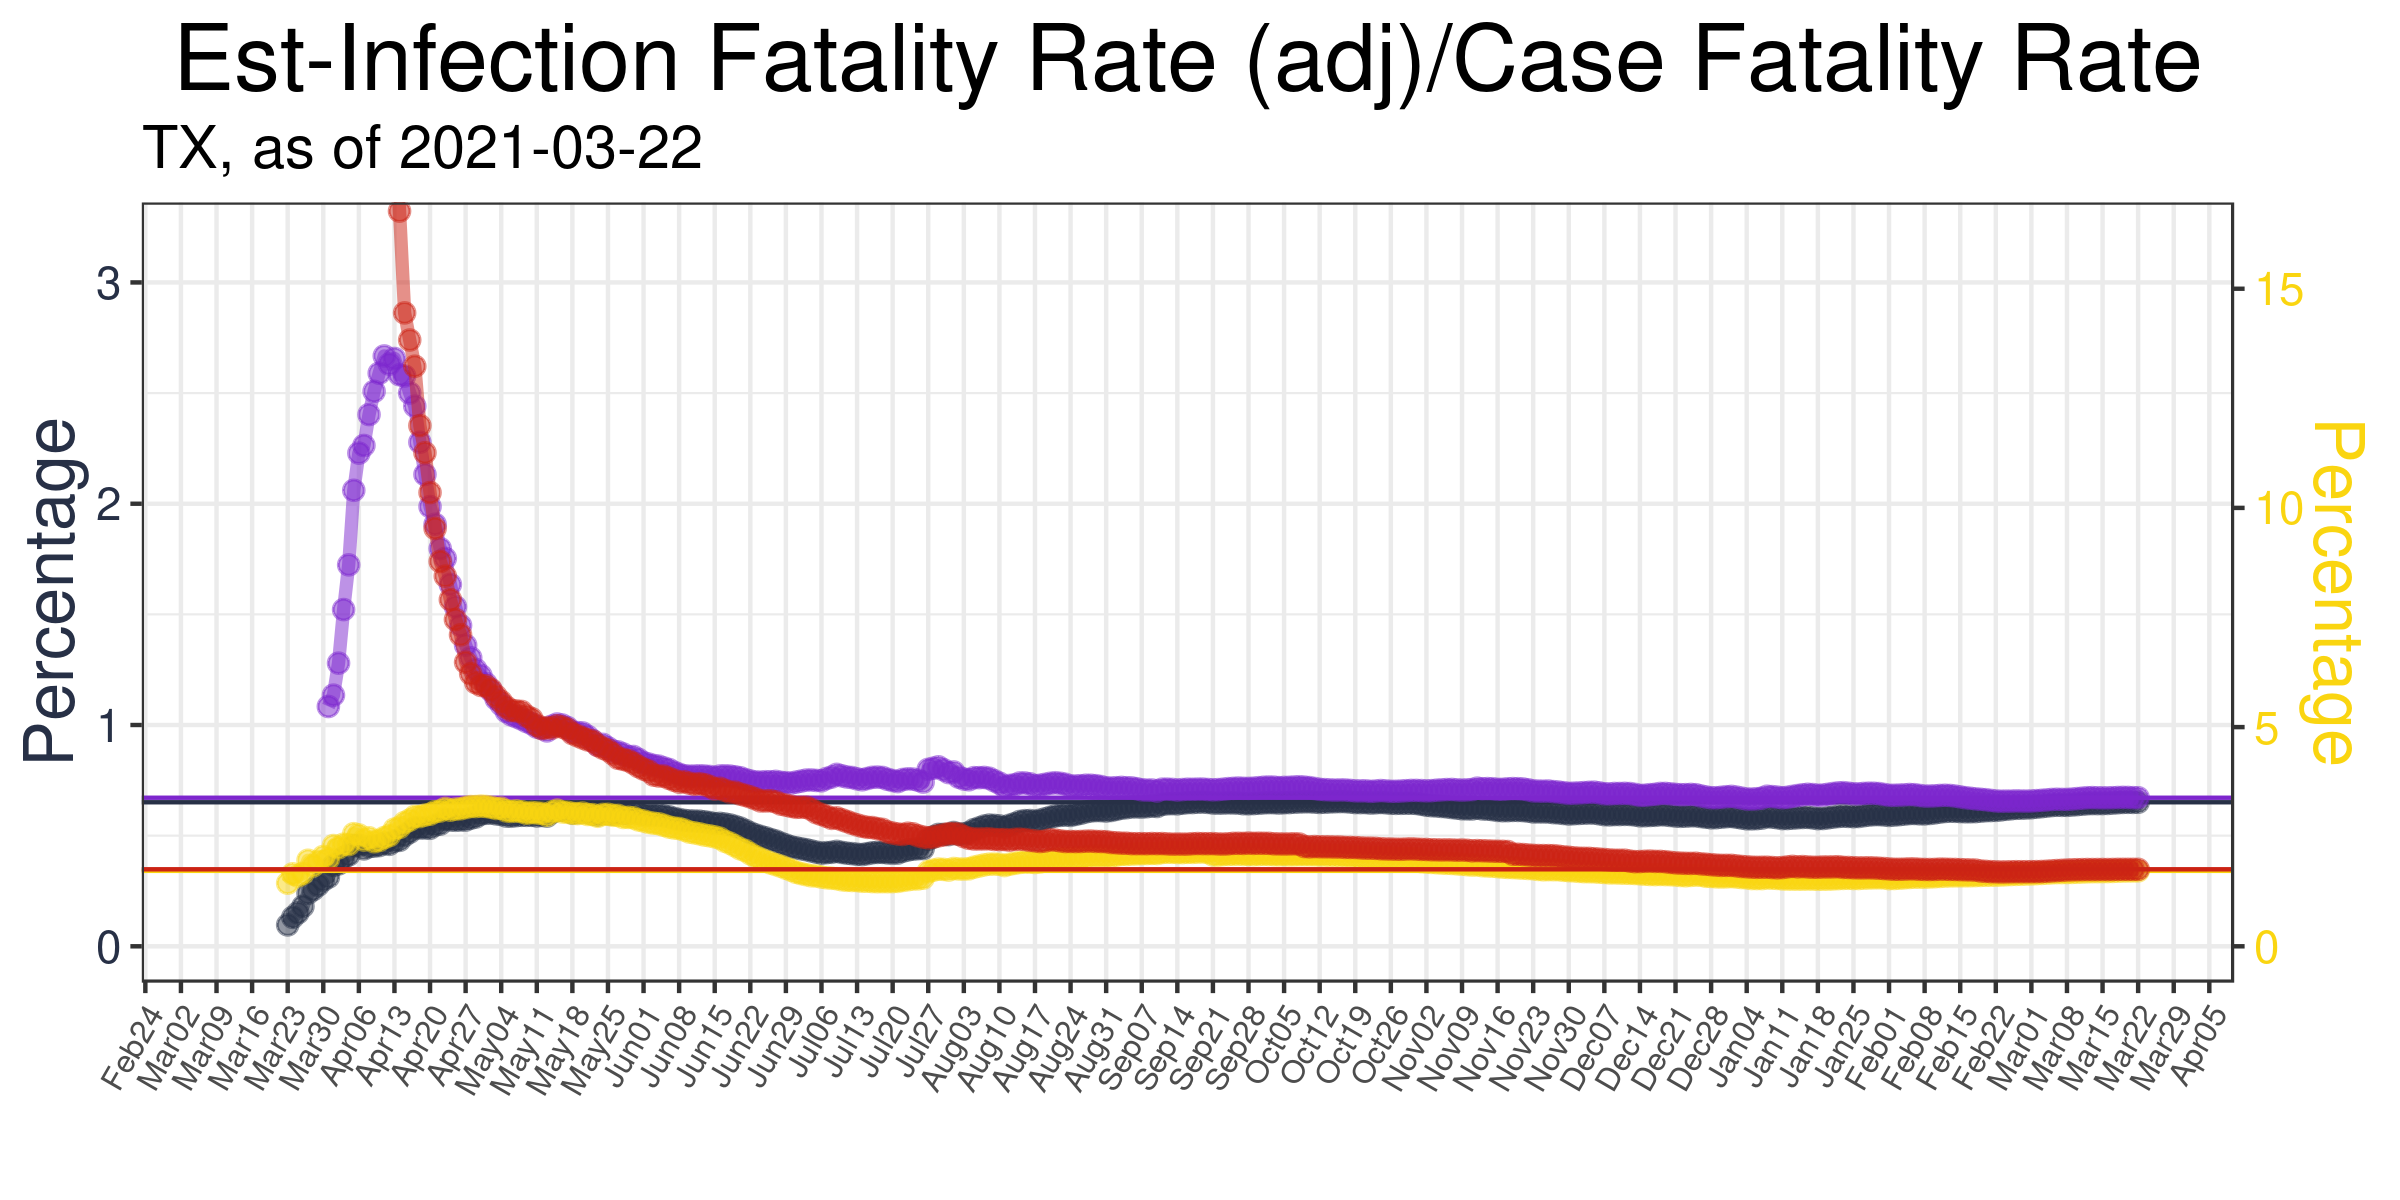 Est-Infection Fatality Rate (adj)/Case Fatality Rate
TX, as of 2021-03-22
Percentage
3
2
1
0
15
10
5
0
Percentage
Feb24
Mar02
Mar09
Mar16
Mar23
Mar30
Apr06
Apr13
Apr20
Apr27
May04
May11
May18
May25
Jun01
Jun08
Jun15
Jun22
Jun29
Jul06
Jul13
Jul20
Jul27
Aug03
Aug10
Aug17
Aug24
Aug31
Sep07
Sep14
Sep21
Sep28
Oct05
Oct12
Oct19
Oct26
Nov02
Nov09
Nov16
Nov23
Nov30
Dec07
Dec14
Dec21
Dec28
Jan04
Jan11
Jan18
Jan25
Feb01
Feb08
Feb15
Feb22
Mar01
Mar08
Mar15
Mar22
Mar29
Apr05